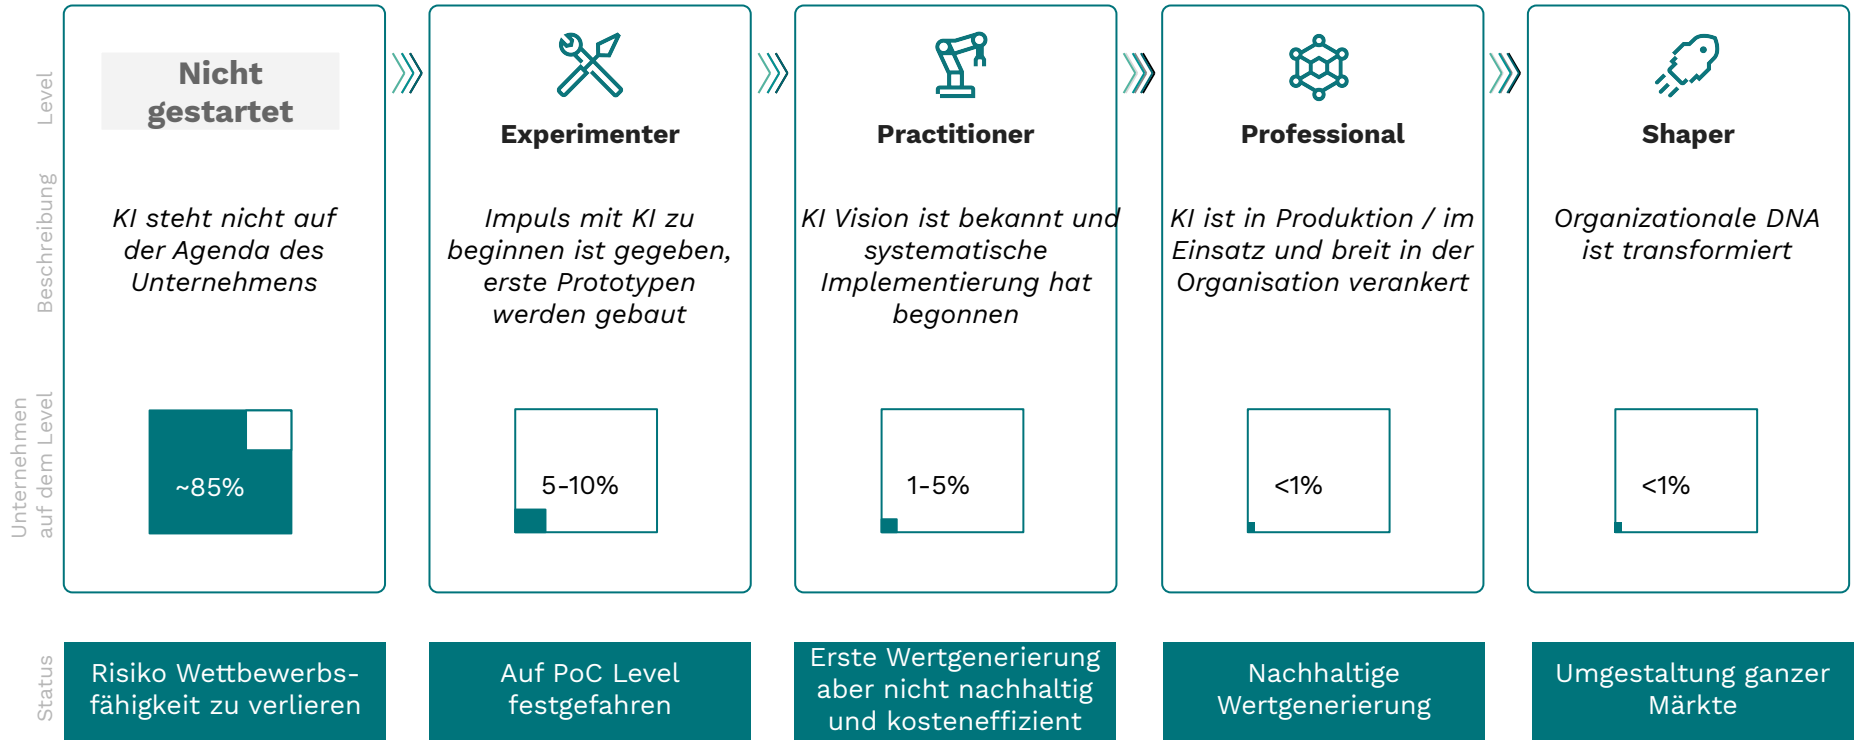 Level
Nicht
gestartet
Experimenter
Practitioner
Professional
Shaper
Beschreibung
KI steht nicht auf
der Agenda des
Unternehmens
Impuls mit KI zu
beginnen ist gegeben,
erste Prototypen
werden gebaut
KI Vision ist bekannt und
systematische
Implementierung hat
begonnen
KI ist in Produktion / im
Einsatz und breit in der
Organisation verankert
Organizationale DNA
ist transformiert
Unternehmen
auf dem Level
~85%
5-10%
1-5%
<1%
<1%
Status
Risiko Wettbewerbs-
fähigkeit zu verlieren
Auf PoC Level
festgefahren
Erste Wertgenerierung
aber nicht nachhaltig
und kosteneffizient
Nachhaltige
Wertgenerierung
Umgestaltung ganzer
Märkte